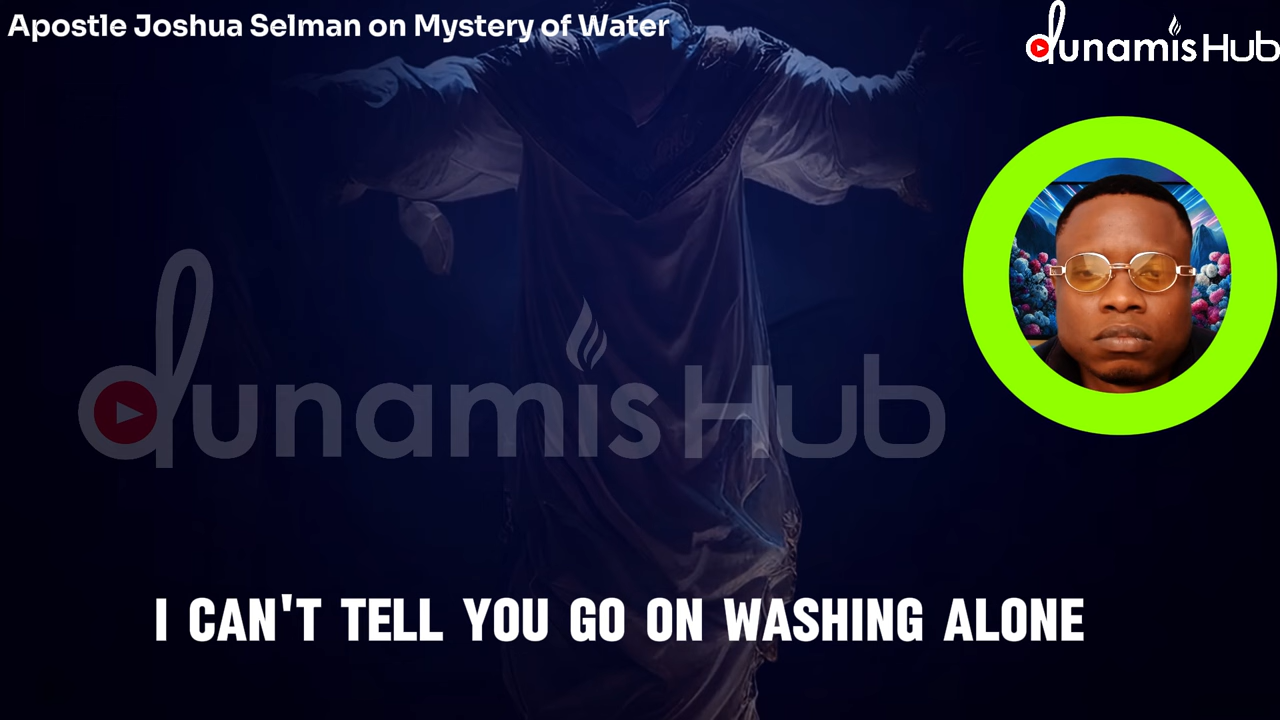 Apostle Joshua Selman on Mystery of Water
dunamis Hub
dunamis Hub
I CAN'T TELL YOU GO ON WASHING ALONE